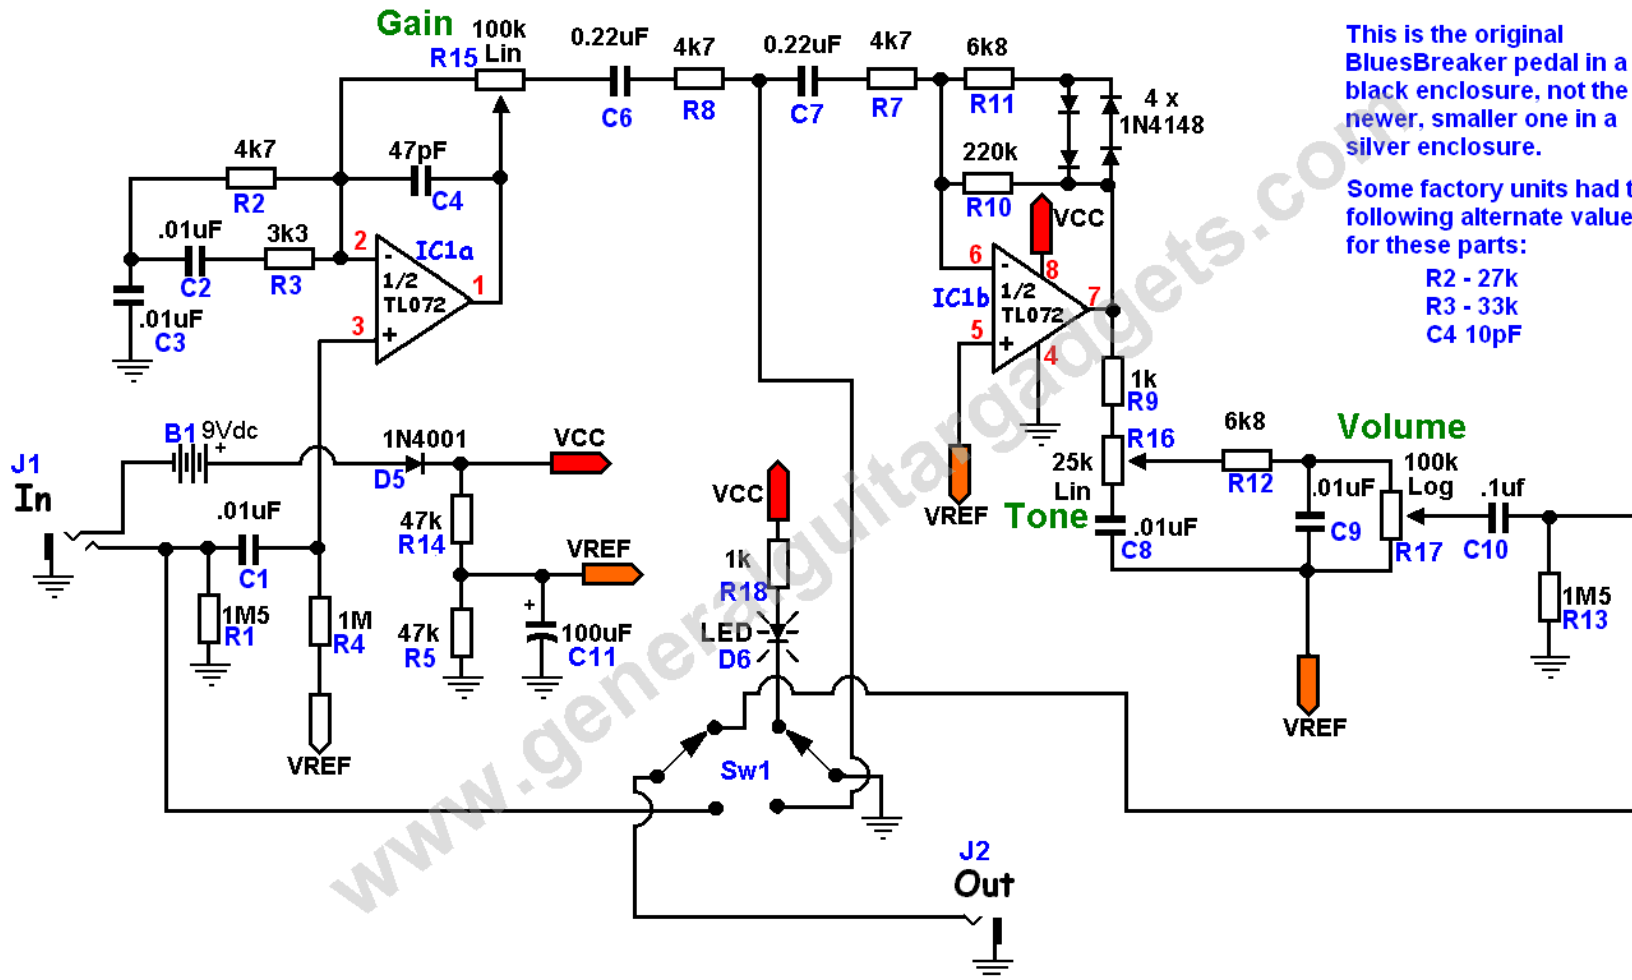 Gain
100k
Lin
R15
0.22uF
C6
4k7
R8
0.22uF
C7
4k7
R7
6k8
R11
4 x
1N4148
220k
R10
VCC
4k7
R2
47pF
C4
.01uF
C2
3k3
R3
.01uF
C3
2
3
1
-
+
IC1a
1/2
TL072
6
5
7
8
4
-
+
IC1b
1/2
TL072
VREF
This is the original
BluesBreaker pedal in a
black enclosure, not the
newer, smaller one in a
silver enclosure.
Some factory units had t
following alternate value
for these parts:
R2 - 27k
R3 - 33k
C4 10pF
J1
In
B1
9Vdc
+
1N4001
D5
VCC
.01uF
C1
1M5
R1
1M
R4
VREF
47k
R14
47k
R5
VREF
+
100uF
C11
VCC
1k
R18
LED
D6
Sw1
1k
R9
R16
25k
Lin
Tone
.01uF
C8
6k8
R12
Volume
100k
Log
R17
.01uF
C9
.1uf
C10
1M5
R13
VREF
J2
Out
www.generalguitargadgets.com